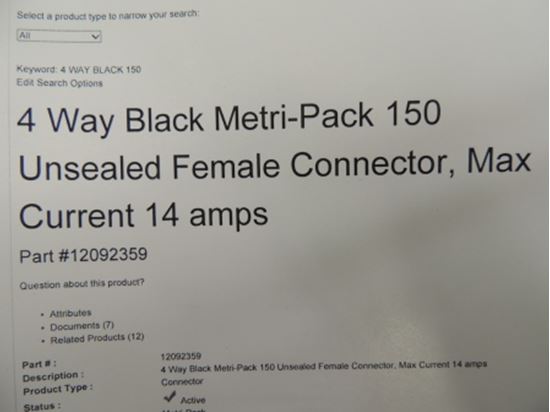 Select a product type to narrow your search:
All
Keyword: 4 WAY BLACK 150
Edit Search Options
4 Way Black Metri-Pack 150
Unsealed Female Connector, Max
Current 14 amps
Part #12092359
Question about this product?
• Attributes
• Documents (7)
• Related Products (12)
Part # : 12092359
Description : 4 Way Black Metri-Pack 150 Unsealed Female Connector, Max Current 14 amps
Product Type : Connector
Status : Active
Metri-Pack